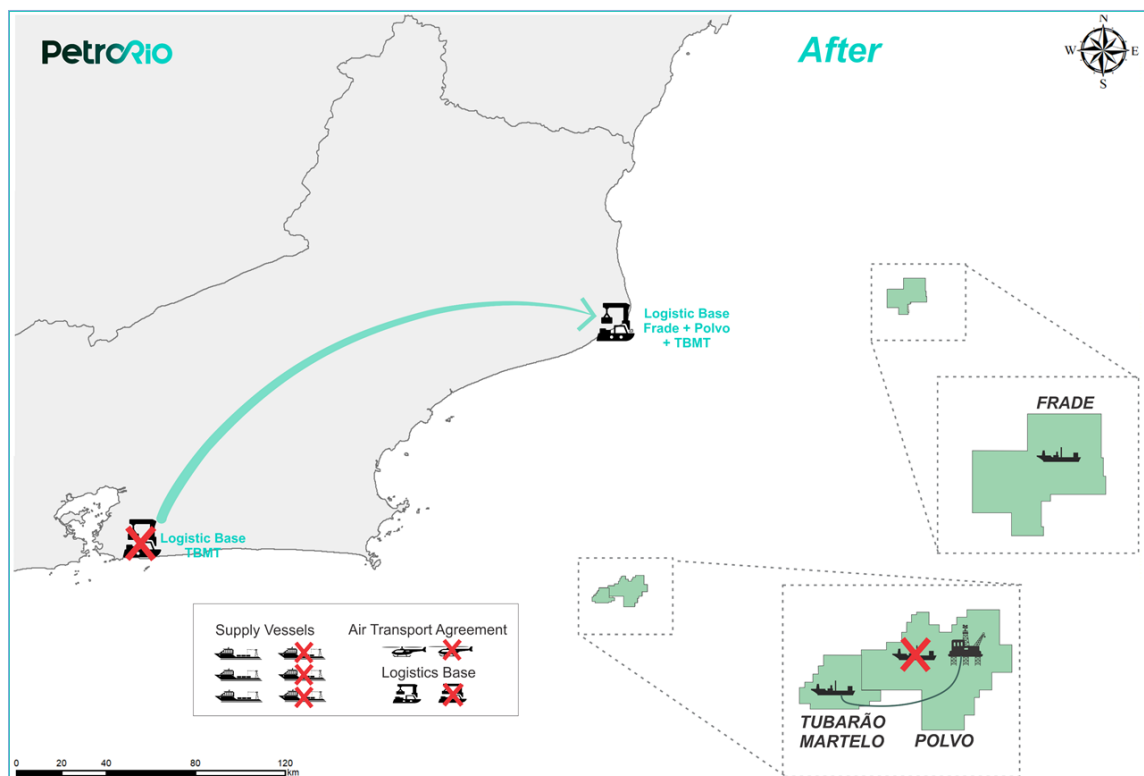 PetroRio
After
N
W
E
S
Logistic Base
Frade + Polvo
+ TBMT
FRADE
Logistic Base
TBMT
Supply Vessels
Air Transport Agreement
Logistics Base
TUBARÃO
MARTELO
POLVO
0 20 40 80 120
km